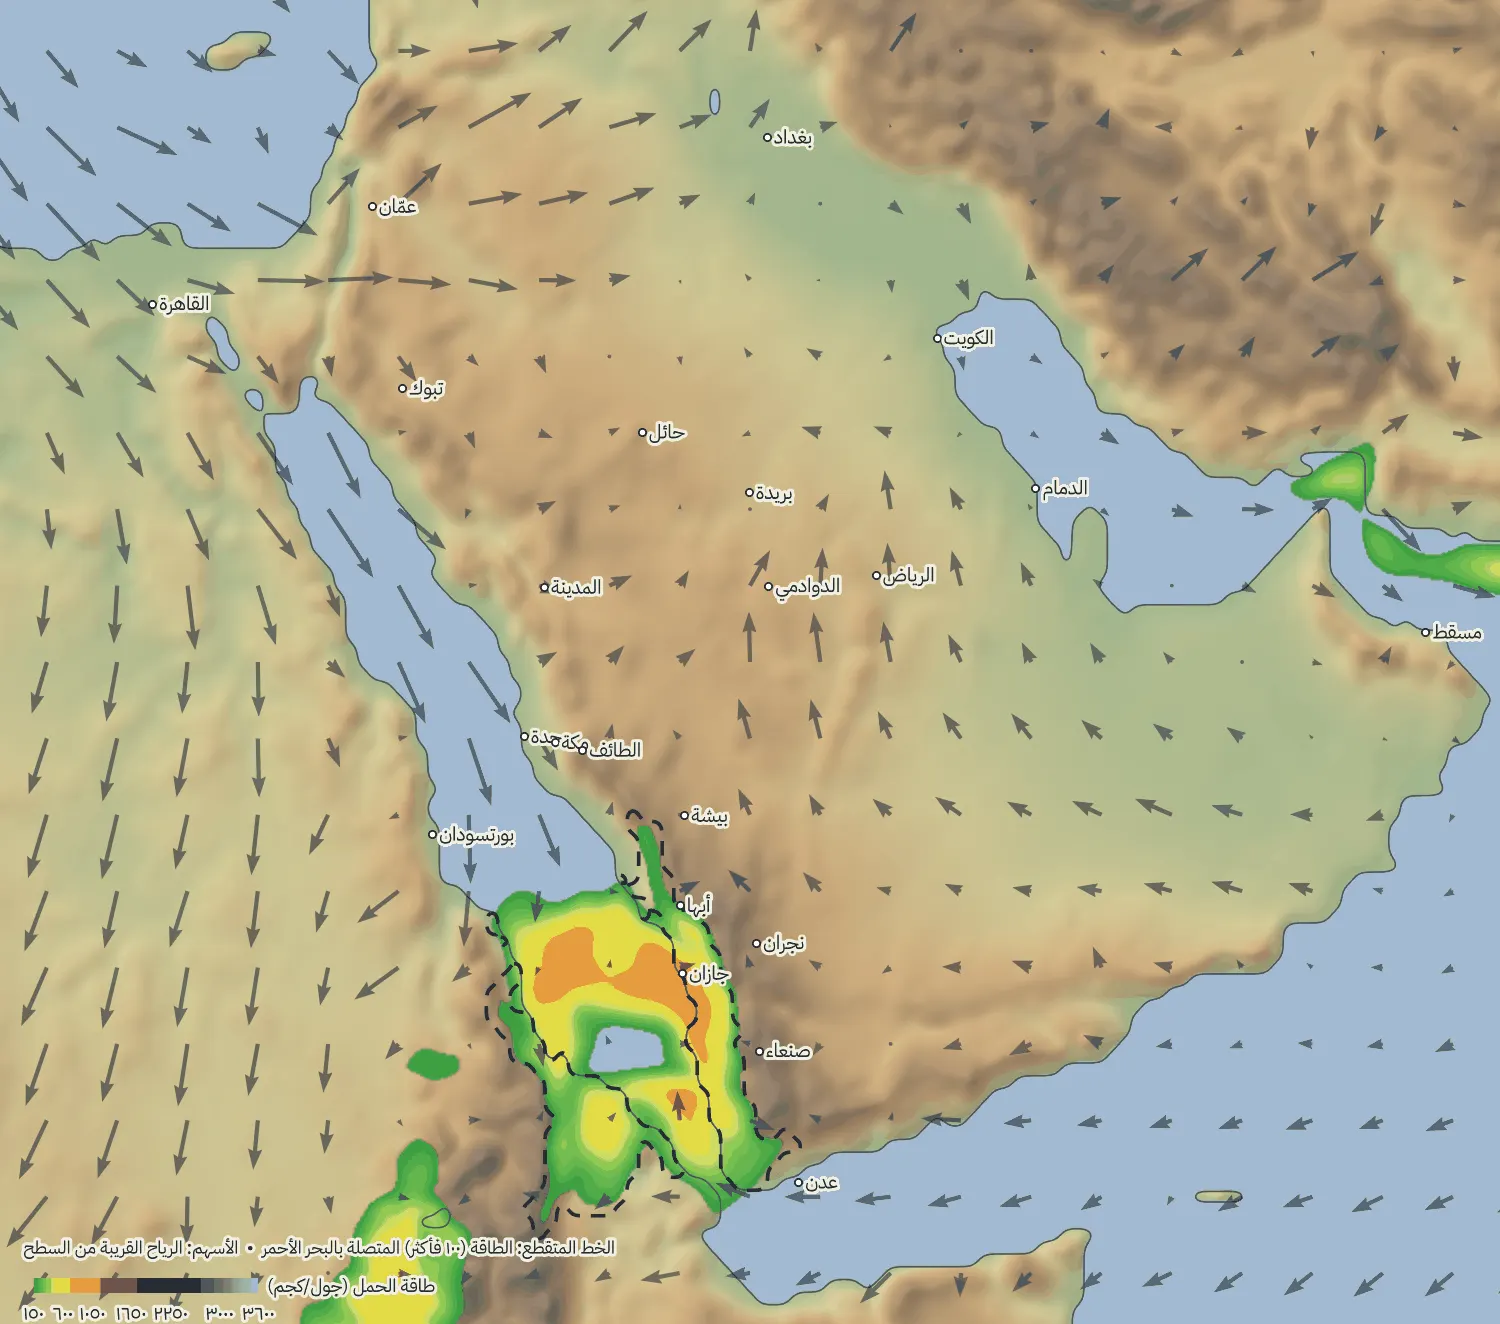 بغداد
عمّان
القاهرة
الكويت
تبوك
حائل
الدمام
بريدة
الرياض
الدوادمي
المدينة
مسقط
جدة
مكة
الطائف
بيشة
بورتسودان
أبها
نجران
جازان
صنعاء
عدن
الخط المتقطع: الطاقة (١٠٠ فأكثر) المتصلة بالبحر الأحمر • الأسهم: الرياح القريبة من السطح
طاقة الحمل (جول/كجم)
١٥٠ ٦٠٠ ١٠٥٠ ١٦٥٠ ٢٢٥٠ ٣٠٠٠ ٣٦٠٠